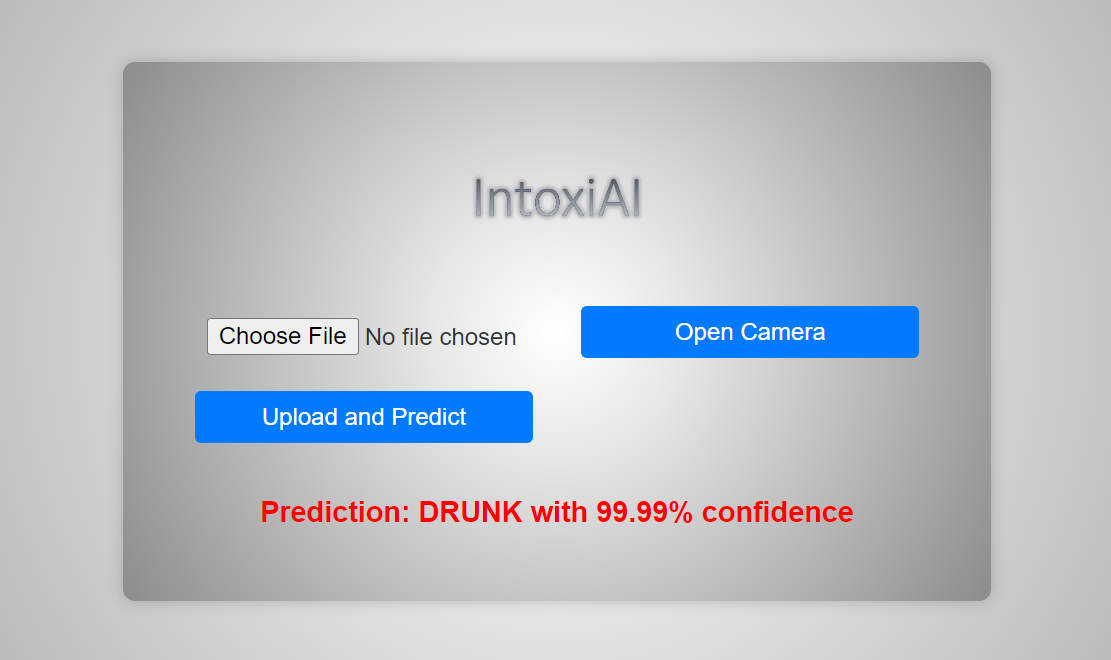 IntoxiAI
Choose File No file chosen
Open Camera
Upload and Predict
Prediction: DRUNK with 99.99% confidence